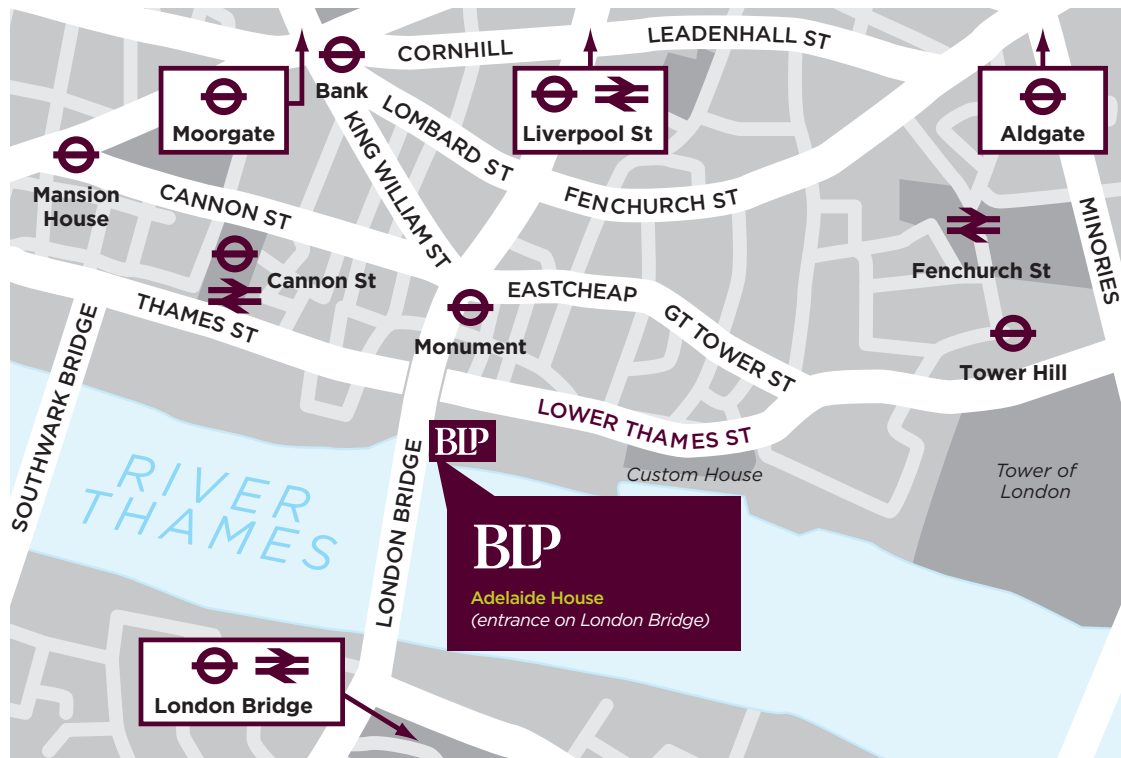 CORNHILL
LEADENHALL ST
Bank
Moorgate
Liverpool St
Aldgate
LOMBARD ST
KING WILLIAM ST
Mansion
House
CANNON ST
FENCHURCH ST
MINORIES
Cannon St
Fenchurch St
EASTCHEAP
THAMES ST
GT TOWER ST
Monument
Tower Hill
SOUTHWARK BRIDGE
LOWER THAMES ST
BLP
Custom House
Tower of
London
RIVER
THAMES
LONDON BRIDGE
BLP
Adelaide House
(entrance on London Bridge)
London Bridge